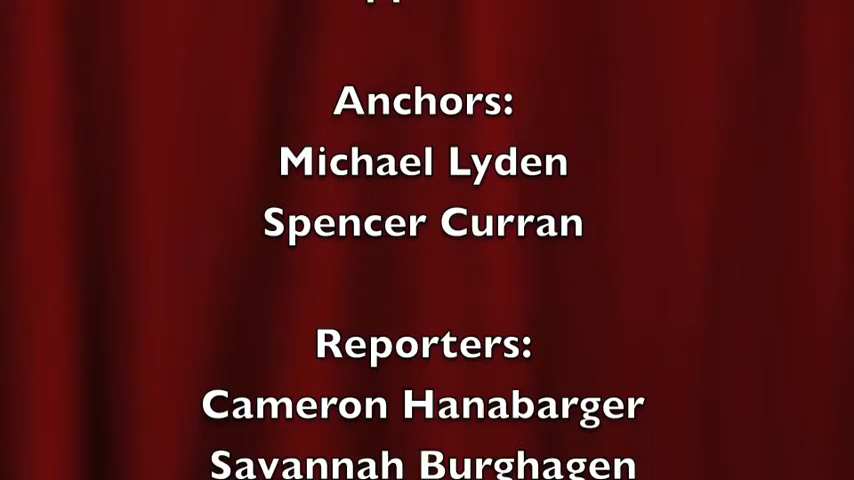 Anchors:
Michael Lyden
Spencer Curran
Reporters:
Cameron Hanabarger
Savannah Burghagen